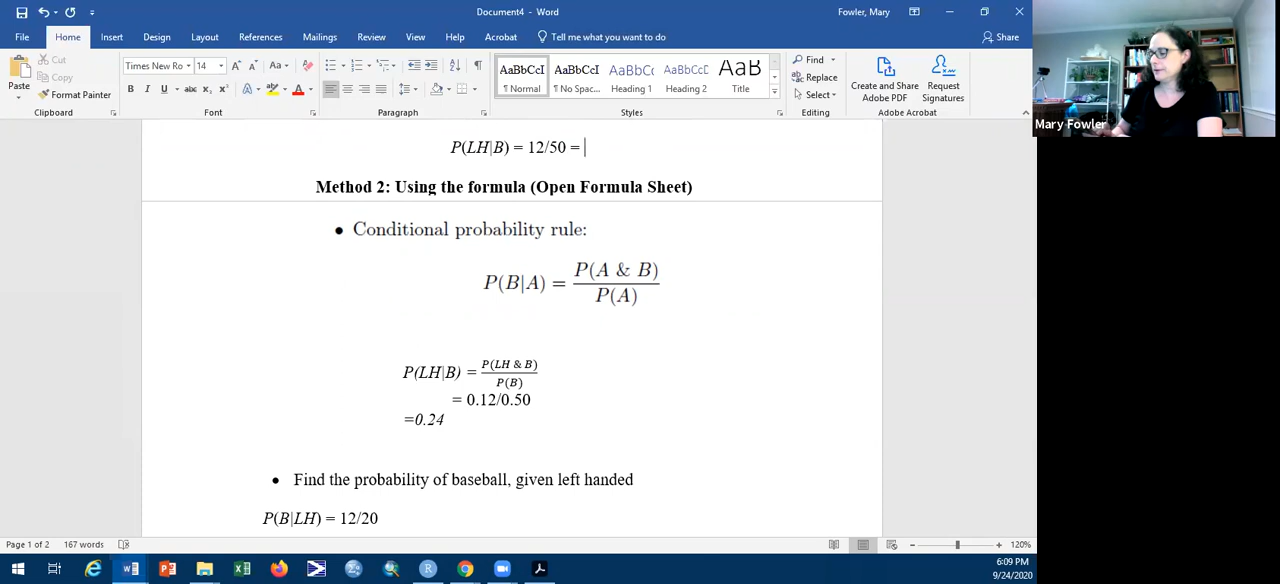 Document4 - Word
Fowler, Mary
File Home Insert Design Layout References Mailings Review View Help Acrobat Tell me what you want to do Share
Paste
Cut
Copy
Format Painter
Clipboard
Times New Ro 14
Font
Paragraph
AaBbCcI
¶ Normal
AaBbCcI
¶ No Spac...
AaBbCc
Heading 1
AaBbCcD
Heading 2
AaB
Title
Styles
Find
Replace
Select
Editing
Create and Share
Adobe PDF
Request
Signatures
Adobe Acrobat
Mary Fowler
P(LH|B) = 12/50 =
Method 2: Using the formula (Open Formula Sheet)
• Conditional probability rule:
P(B|A) = P(A & B) / P(A)
P(LH|B) = P(LH & B) / P(B)
= 0.12/0.50
=0.24
• Find the probability of baseball, given left handed
P(B|LH) = 12/20
Page 1 of 2 167 words
120%
6:09 PM
9/24/2020